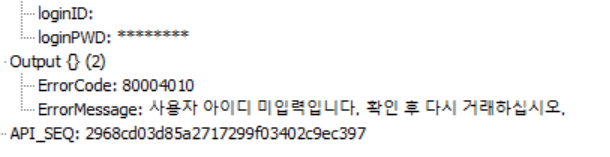 loginID:
loginPWD: ********
Output {} (2)
ErrorCode: 80004010
ErrorMessage: 사용자 아이디 미입력입니다. 확인 후 다시 거래하십시오.
API_SEQ: 2968cd03d85a2717299f03402c9ec397